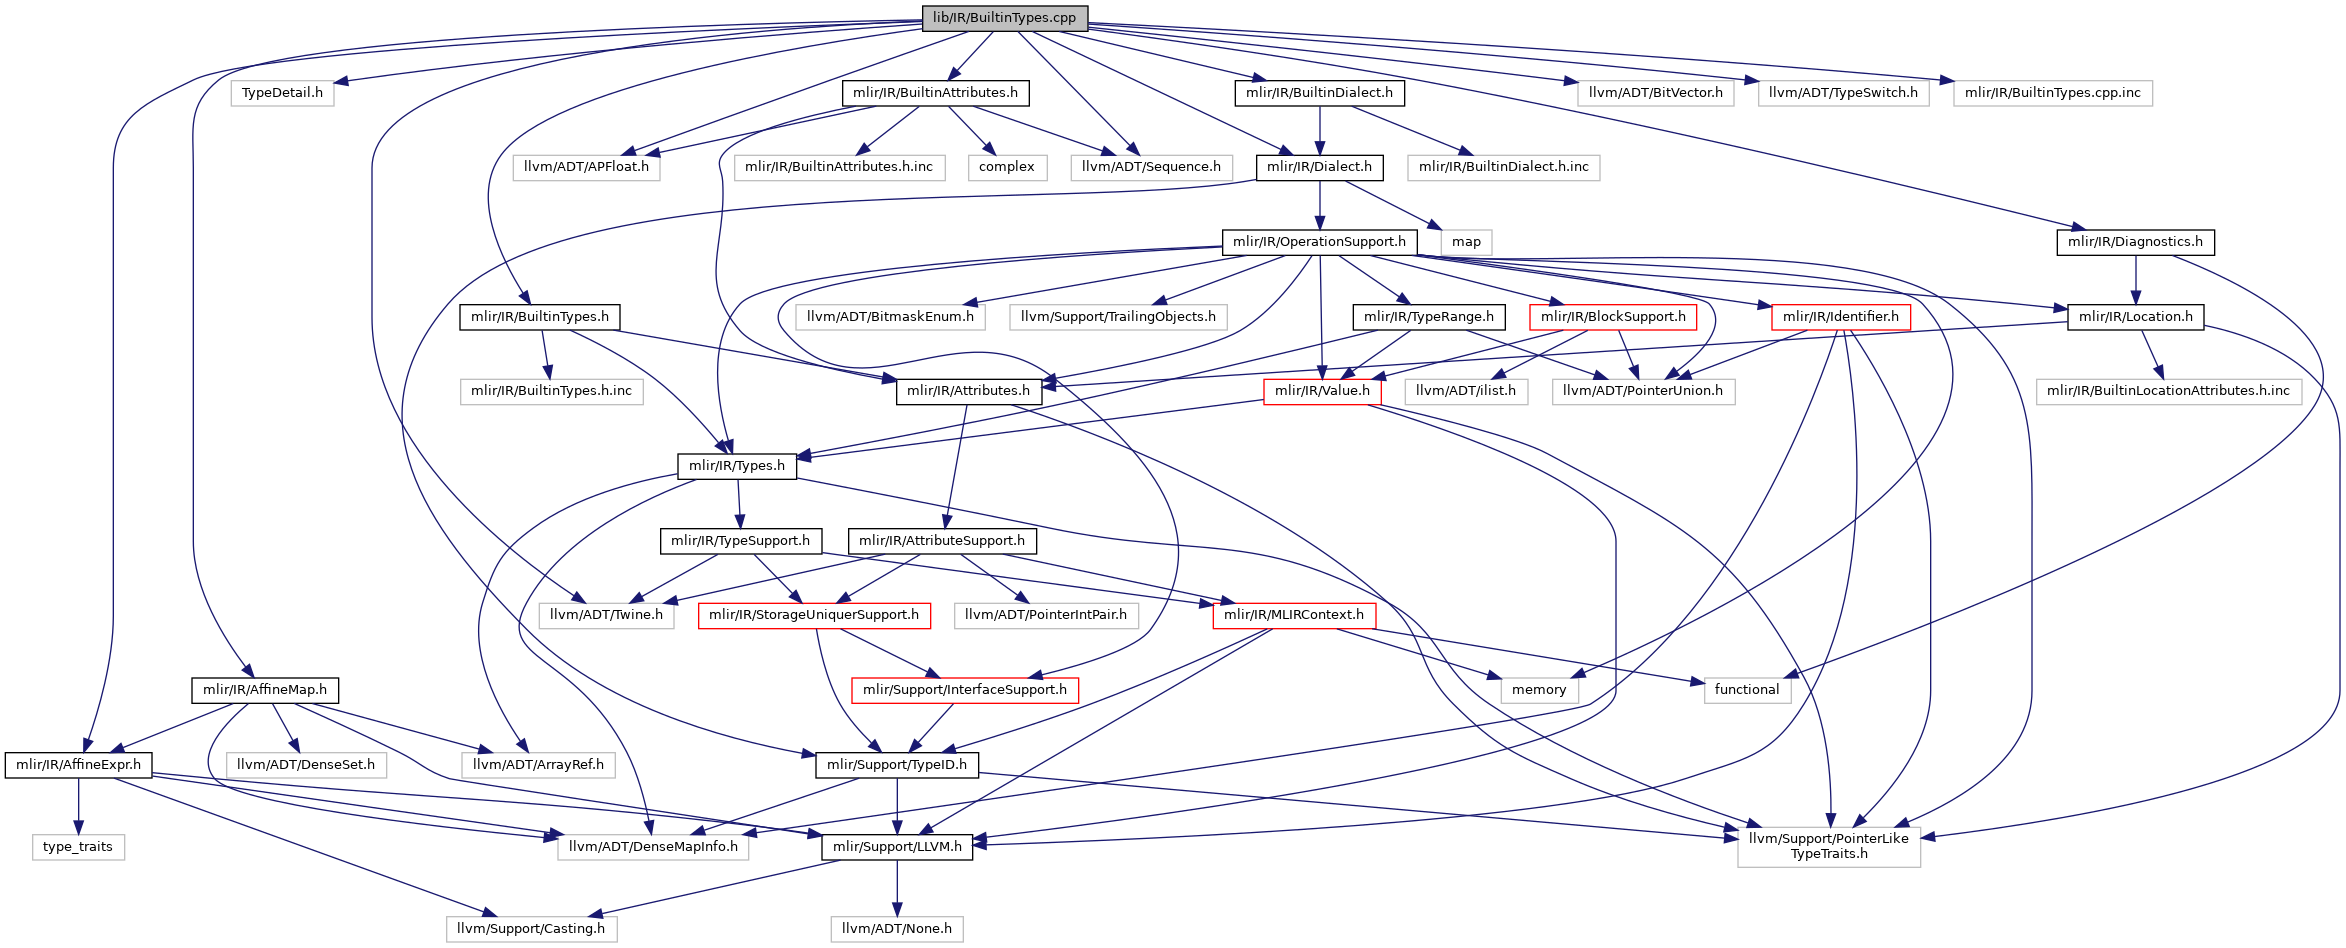 lib/IR/BuiltinTypes.cpp
TypeDetail.h
mlir/IR/BuiltinAttributes.h
mlir/IR/BuiltinDialect.h
llvm/ADT/BitVector.h
llvm/ADT/TypeSwitch.h
mlir/IR/BuiltinTypes.cpp.inc
llvm/ADT/APFloat.h
mlir/IR/BuiltinAttributes.h.inc
complex
llvm/ADT/Sequence.h
mlir/IR/Dialect.h
mlir/IR/BuiltinDialect.h.inc
mlir/IR/OperationSupport.h
map
mlir/IR/Diagnostics.h
mlir/IR/BuiltinTypes.h
llvm/ADT/BitmaskEnum.h
llvm/Support/TrailingObjects.h
mlir/IR/TypeRange.h
mlir/IR/BlockSupport.h
mlir/IR/Identifier.h
mlir/IR/Location.h
mlir/IR/BuiltinTypes.h.inc
mlir/IR/Attributes.h
mlir/IR/Value.h
llvm/ADT/ilist.h
llvm/ADT/PointerUnion.h
mlir/IR/BuiltinLocationAttributes.h.inc
mlir/IR/Types.h
mlir/IR/TypeSupport.h
mlir/IR/AttributeSupport.h
llvm/ADT/Twine.h
mlir/IR/StorageUniquerSupport.h
llvm/ADT/PointerIntPair.h
mlir/IR/MLIRContext.h
mlir/IR/AffineMap.h
mlir/Support/InterfaceSupport.h
memory
functional
mlir/IR/AffineExpr.h
llvm/ADT/DenseSet.h
llvm/ADT/ArrayRef.h
mlir/Support/TypeID.h
type_traits
llvm/ADT/DenseMapInfo.h
mlir/Support/LLVM.h
llvm/Support/PointerLike
TypeTraits.h
llvm/Support/Casting.h
llvm/ADT/None.h